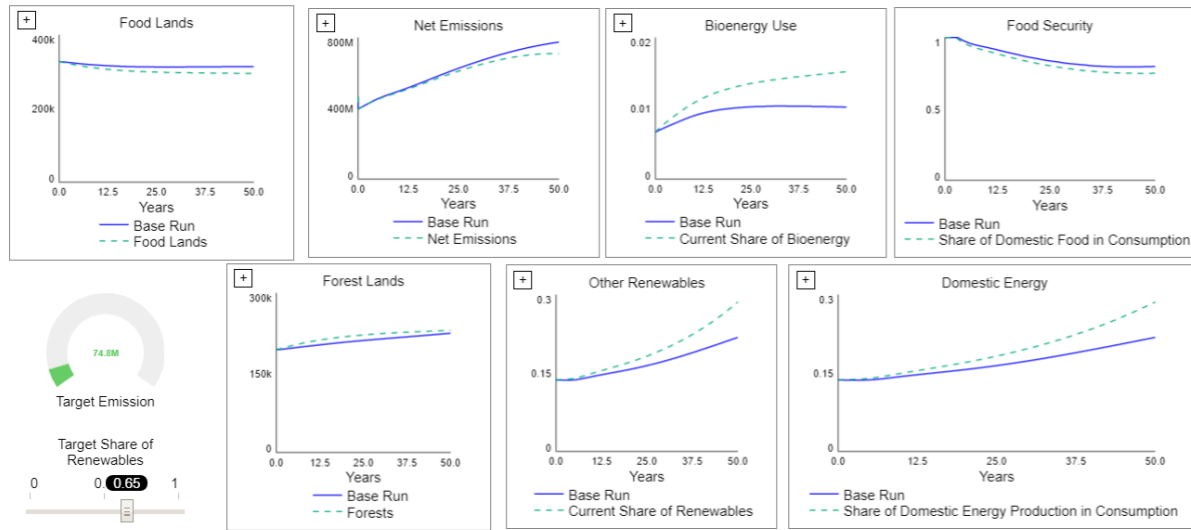 +
Food Lands
400k
200k
0
0.0 12.5 25.0 37.5 50.0
Years
Base Run
Food Lands
+
Net Emissions
800M
400M
0
0.0 12.5 25.0 37.5 50.0
Years
Base Run
Net Emissions
+
Bioenergy Use
0.02
0.01
0
0.0 12.5 25.0 37.5 50.0
Years
Base Run
Current Share of Bioenergy
Food Security
1
0.5
0
0.0 12.5 25.0 37.5 50.0
Years
Base Run
Share of Domestic Food in Consumption
74.8M
Target Emission
Target Share of
Renewables
0 0. 0.65 1
+
Forest Lands
300k
150k
0
0.0 12.5 25.0 37.5 50.0
Years
Base Run
Forests
+
Other Renewables
0.3
0.15
0
0.0 12.5 25.0 37.5 50.0
Years
Base Run
Current Share of Renewables
+
Domestic Energy
0.3
0.15
0
0.0 12.5 25.0 37.5 50.0
Years
Base Run
Share of Domestic Energy Production in Consumption